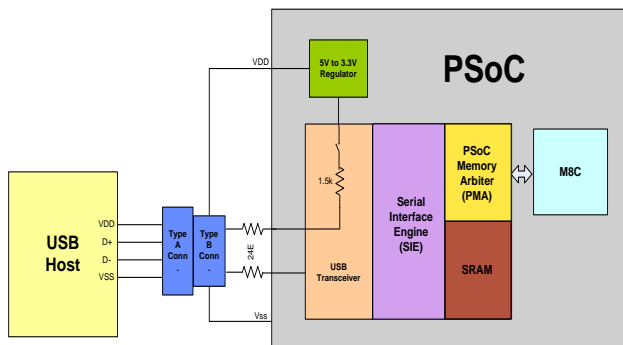 PSoC
VDD
5V to 3.3V
Regulator
1.5k
USB
Transceiver
Serial
Interface
Engine
(SIE)
PSoC
Memory
Arbiter
(PMA)
SRAM
M8C
USB
Host
VDD
D+
D-
VSS
Type
A
Conn
.
Type
B
Conn
.
24E
Vss